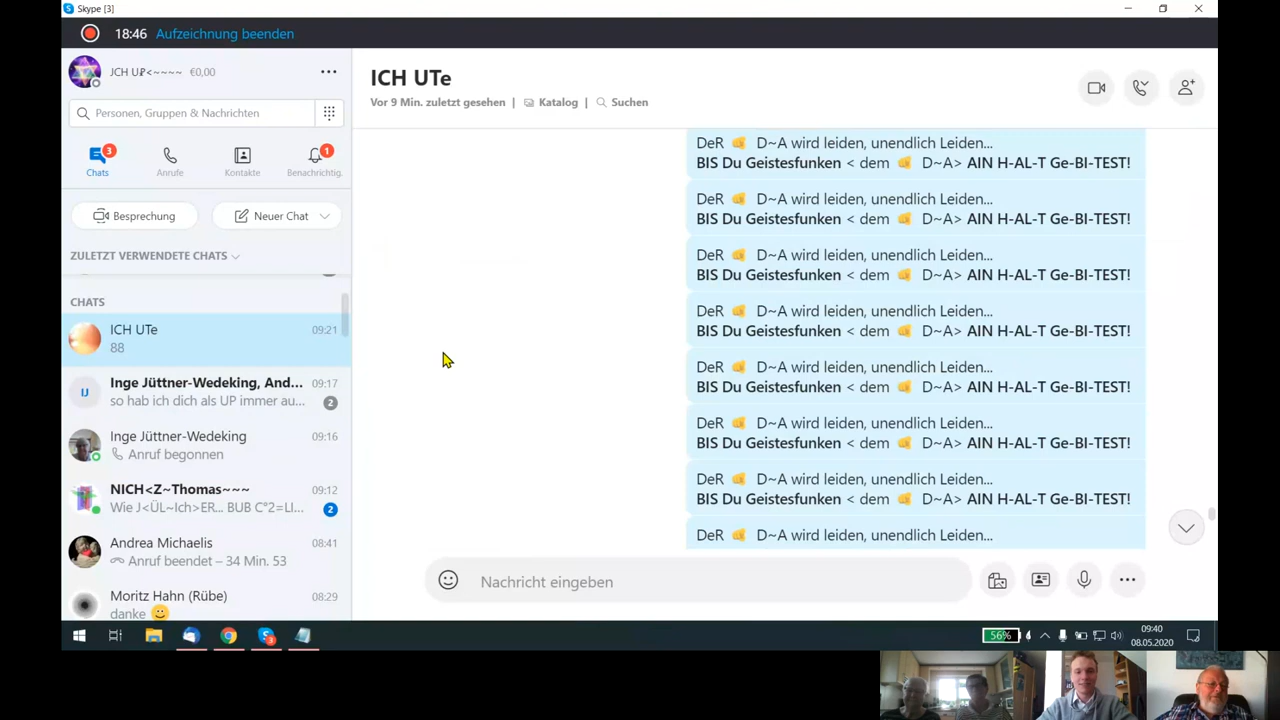 Skype [3]
18:46 Aufzeichnung beenden
€0,00
Personen, Gruppen & Nachrichten
3
1
Chats
Anrufe
Kontakte
Benachrichtig.
Besprechung
Neuer Chat
ZULETZT VERWENDETE CHATS
CHATS
ICH UTe 09:21
88
IJ
Inge Jüttner-Wedeking, And... 09:17
so hab ich dich als UP immer au... 2
Inge Jüttner-Wedeking 09:16
Anruf begonnen
NICH<Z~Thomas~~~ 09:12
Wie J<ÜL~Ich>ER... BUB C°2=LI... 2
Andrea Michaelis 08:41
Anruf beendet – 34 Min. 53
Moritz Hahn (Rübe) 08:29
danke 🙂
ICH UTe
Vor 9 Min. zuletzt gesehen | Katalog | Suchen
DeR 🤜 D~A wird leiden, unendlich Leiden...
BIS Du Geistesfunken < dem 🤜 D~A> AIN H-AL-T Ge-BI-TEST!
DeR 🤜 D~A wird leiden, unendlich Leiden...
BIS Du Geistesfunken < dem 🤜 D~A> AIN H-AL-T Ge-BI-TEST!
DeR 🤜 D~A wird leiden, unendlich Leiden...
BIS Du Geistesfunken < dem 🤜 D~A> AIN H-AL-T Ge-BI-TEST!
DeR 🤜 D~A wird leiden, unendlich Leiden...
BIS Du Geistesfunken < dem 🤜 D~A> AIN H-AL-T Ge-BI-TEST!
DeR 🤜 D~A wird leiden, unendlich Leiden...
BIS Du Geistesfunken < dem 🤜 D~A> AIN H-AL-T Ge-BI-TEST!
DeR 🤜 D~A wird leiden, unendlich Leiden...
BIS Du Geistesfunken < dem 🤜 D~A> AIN H-AL-T Ge-BI-TEST!
DeR 🤜 D~A wird leiden, unendlich Leiden...
BIS Du Geistesfunken < dem 🤜 D~A> AIN H-AL-T Ge-BI-TEST!
DeR 🤜 D~A wird leiden, unendlich Leiden...
Nachricht eingeben
3
56%
09:40
08.05.2020